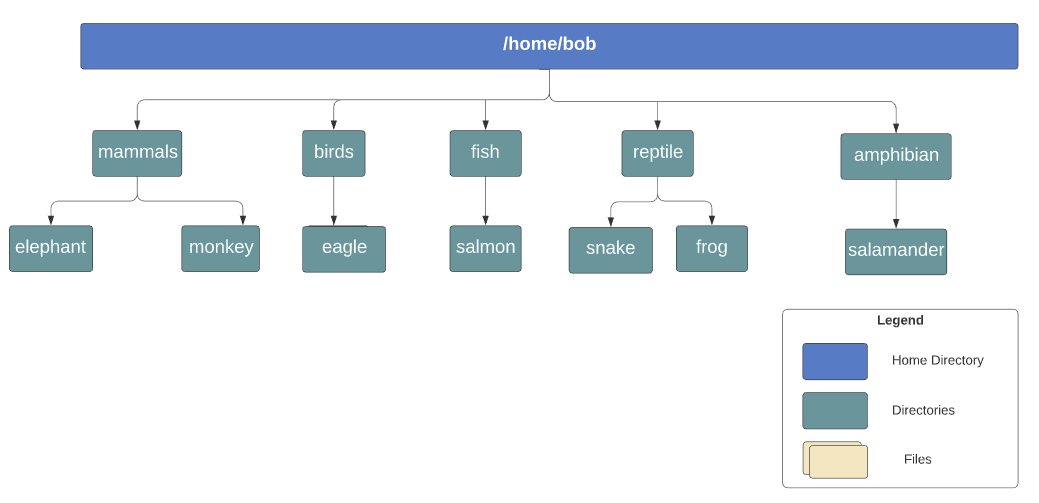 /home/bob
mammals
birds
fish
reptile
amphibian
elephant
monkey
eagle
salmon
snake
frog
salamander
Legend
Home Directory
Directories
Files